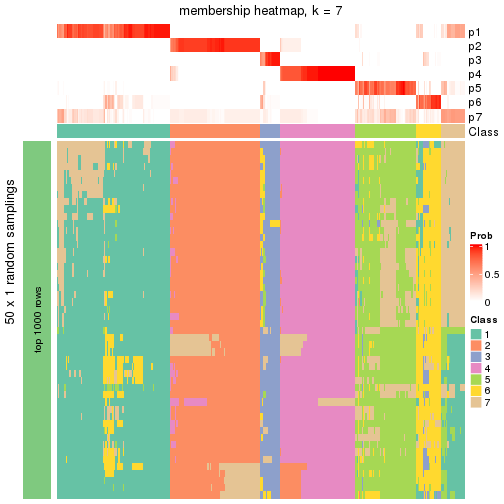 membership heatmap, k = 7
p1
p2
p3
p4
p5
p6
p7
Class
50 x 1 random samplings
top 1000 rows
Prob
1
0.5
0
Class
1
2
3
4
5
6
7